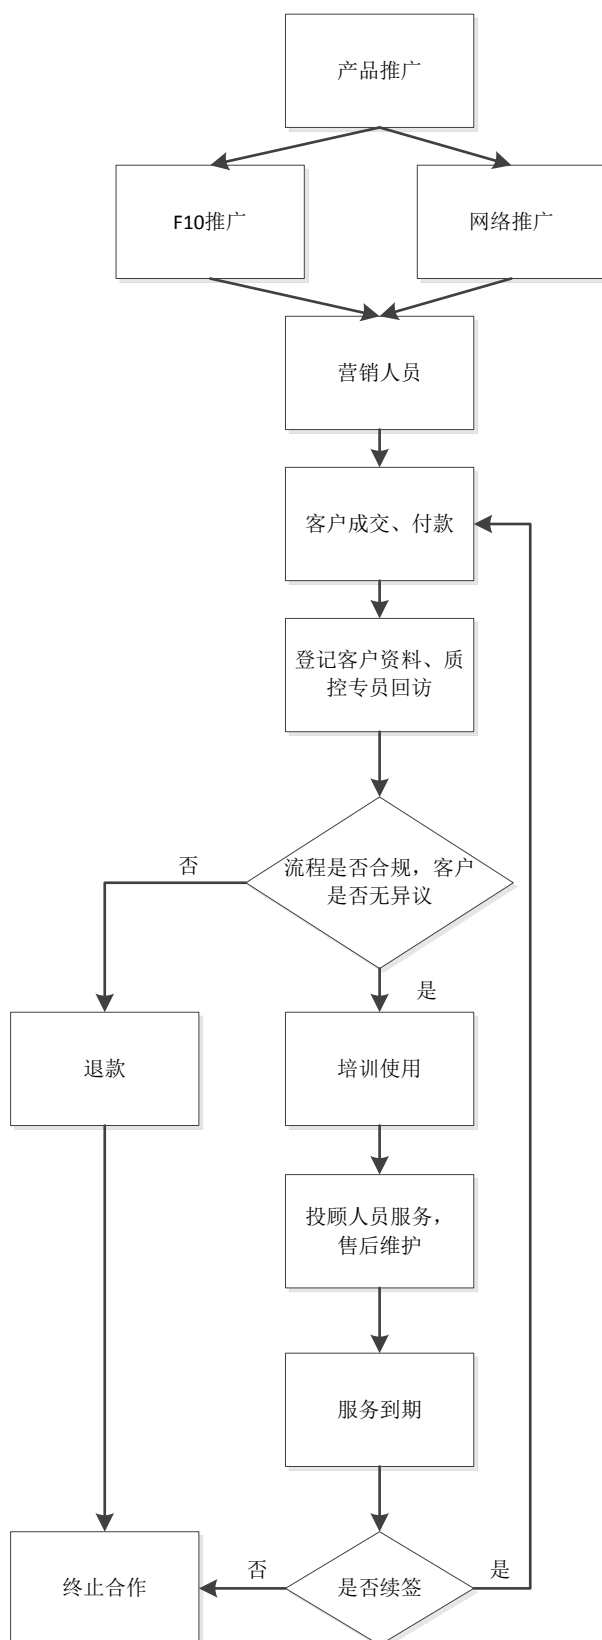 产品推广
F10推广
网络推广
营销人员
客户成交、付款
登记客户资料、质
控专员回访
流程是否合规，客户
是否无异议
否
是
退款
培训使用
投顾人员服务，
售后维护
服务到期
终止合作
否
是否续签
是